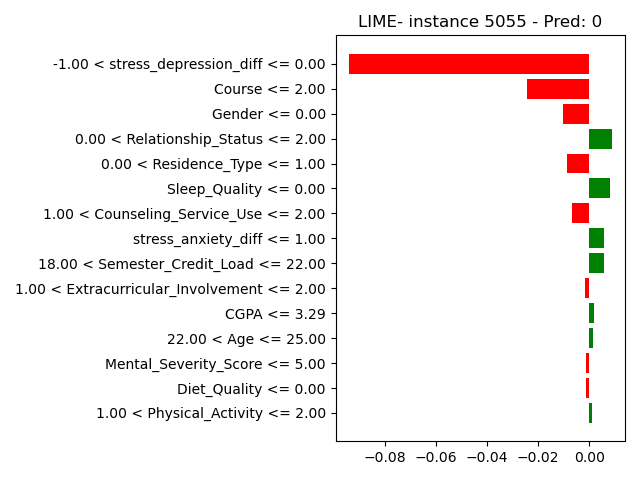 LIME- instance 5055 - Pred: 0
-1.00 < stress_depression_diff <= 0.00
Course <= 2.00
Gender <= 0.00
0.00 < Relationship_Status <= 2.00
0.00 < Residence_Type <= 1.00
Sleep_Quality <= 0.00
1.00 < Counseling_Service_Use <= 2.00
stress_anxiety_diff <= 1.00
18.00 < Semester_Credit_Load <= 22.00
1.00 < Extracurricular_Involvement <= 2.00
CGPA <= 3.29
22.00 < Age <= 25.00
Mental_Severity_Score <= 5.00
Diet_Quality <= 0.00
1.00 < Physical_Activity <= 2.00
−0.08 −0.06 −0.04 −0.02 0.00